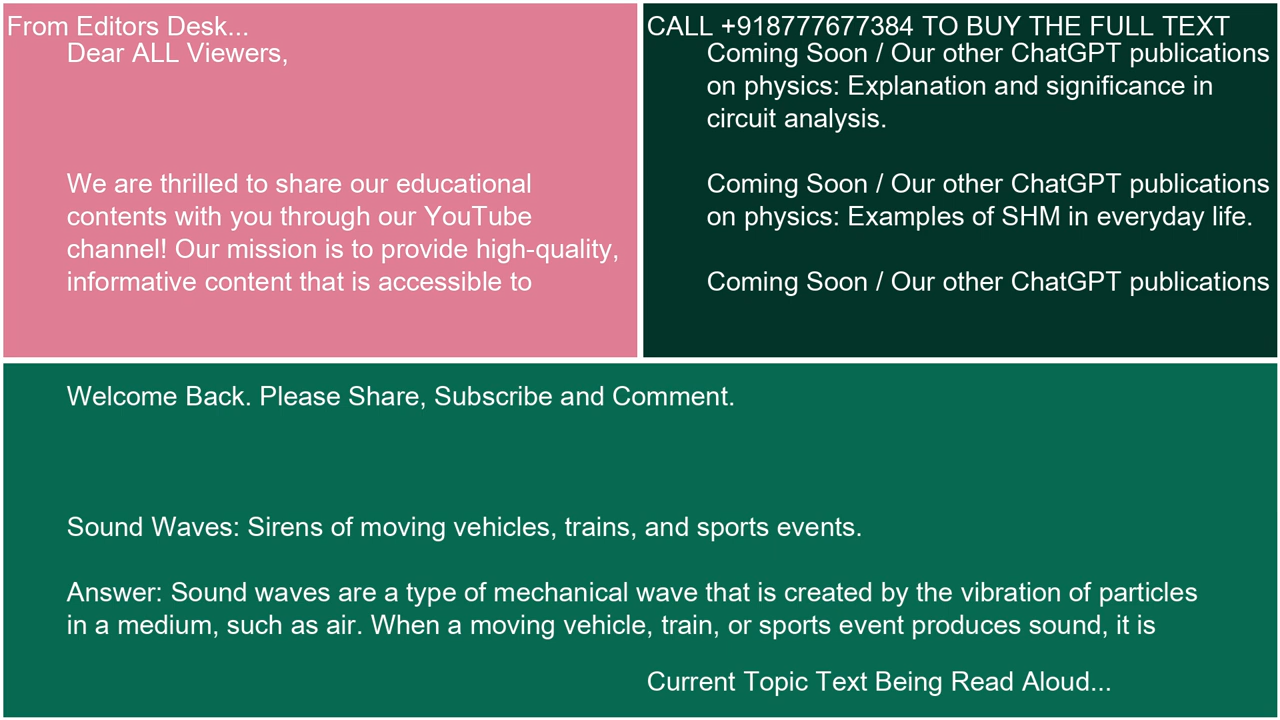 From Editors Desk...
Dear ALL Viewers,
We are thrilled to share our educational
contents with you through our YouTube
channel! Our mission is to provide high-quality,
informative content that is accessible to
CALL +918777677384 TO BUY THE FULL TEXT
Coming Soon / Our other ChatGPT publications
on physics: Explanation and significance in
circuit analysis.
Coming Soon / Our other ChatGPT publications
on physics: Examples of SHM in everyday life.
Coming Soon / Our other ChatGPT publications
Welcome Back. Please Share, Subscribe and Comment.
Sound Waves: Sirens of moving vehicles, trains, and sports events.
Answer: Sound waves are a type of mechanical wave that is created by the vibration of particles
in a medium, such as air. When a moving vehicle, train, or sports event produces sound, it is
Current Topic Text Being Read Aloud...